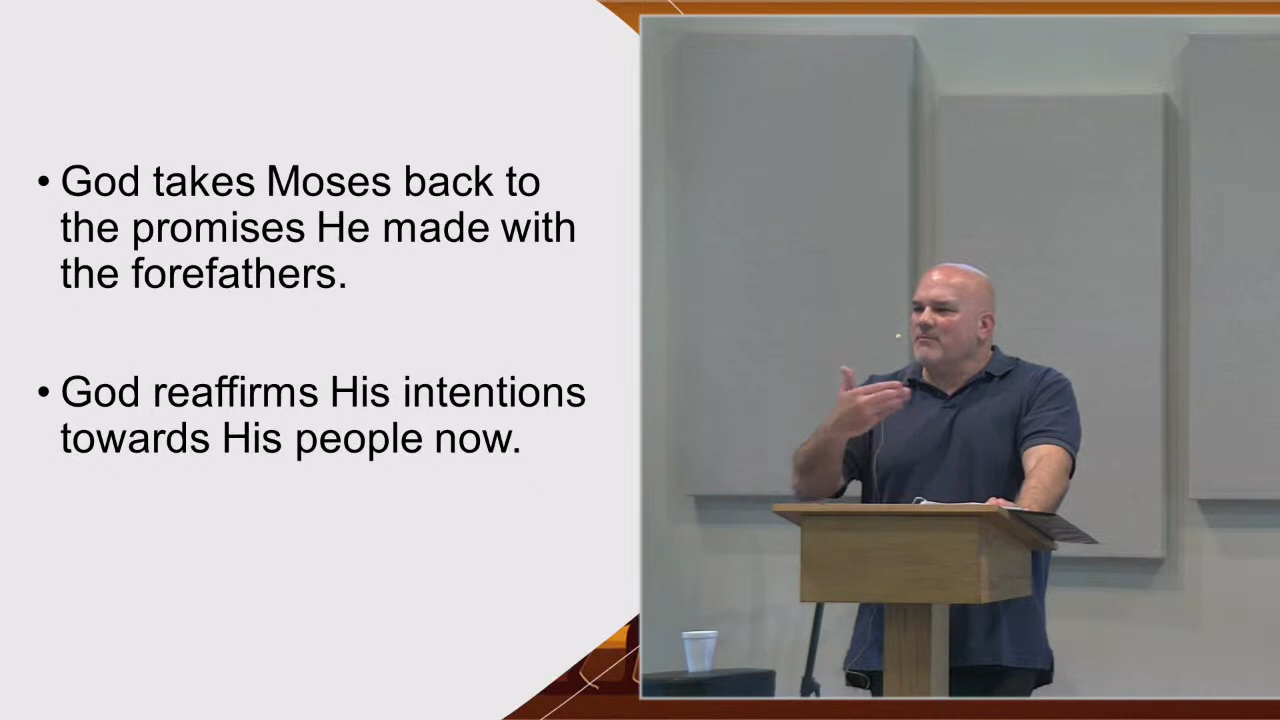 • God takes Moses back to
the promises He made with
the forefathers.
• God reaffirms His intentions
towards His people now.